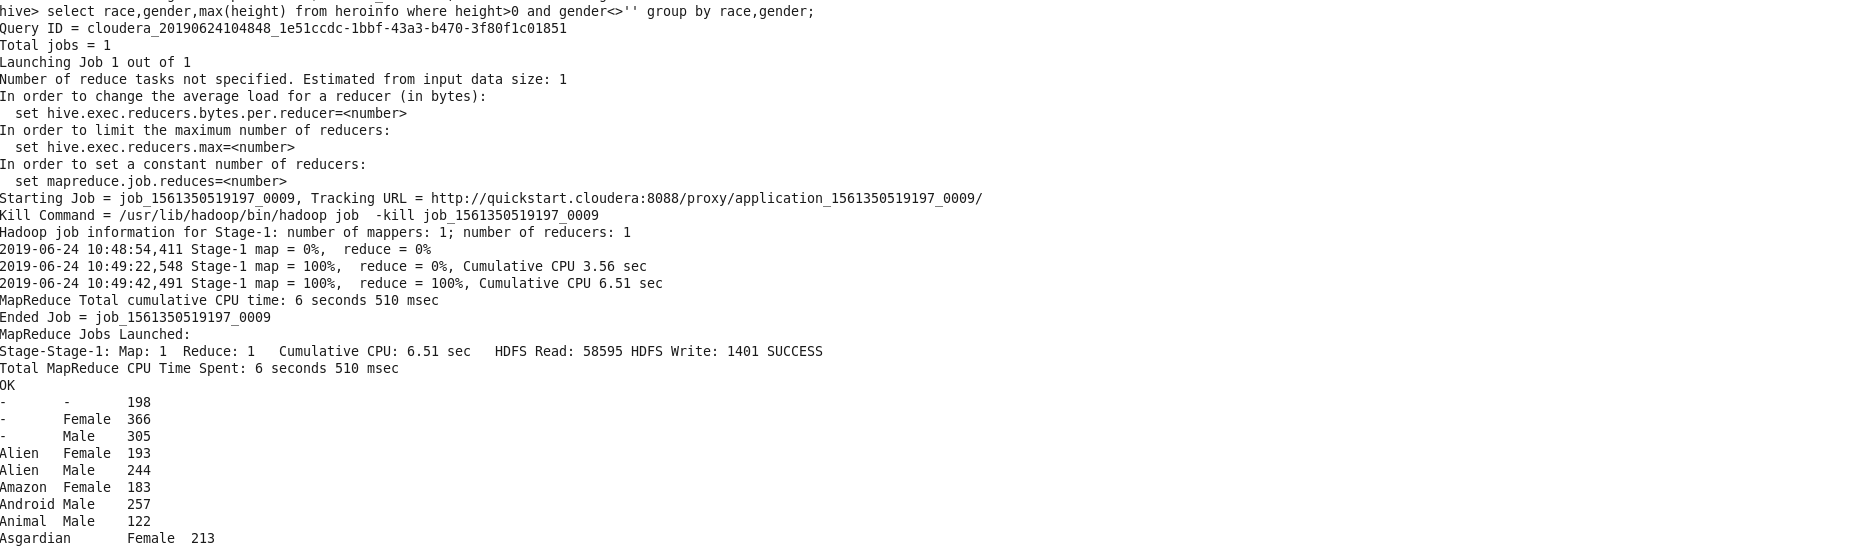 hive> select race,gender,max(height) from heroinfo where height>0 and gender<>'' group by race,gender;
Query ID = cloudera_20190624104848_1e51ccdc-1bbf-43a3-b470-3f80f1c01851
Total jobs = 1
Launching Job 1 out of 1
Number of reduce tasks not specified. Estimated from input data size: 1
In order to change the average load for a reducer (in bytes):
  set hive.exec.reducers.bytes.per.reducer=<number>
In order to limit the maximum number of reducers:
  set hive.exec.reducers.max=<number>
In order to set a constant number of reducers:
  set mapreduce.job.reduces=<number>
Starting Job = job_1561350519197_0009, Tracking URL = http://quickstart.cloudera:8088/proxy/application_1561350519197_0009/
Kill Command = /usr/lib/hadoop/bin/hadoop job  -kill job_1561350519197_0009
Hadoop job information for Stage-1: number of mappers: 1; number of reducers: 1
2019-06-24 10:48:54,411 Stage-1 map = 0%,  reduce = 0%
2019-06-24 10:49:22,548 Stage-1 map = 100%,  reduce = 0%, Cumulative CPU 3.56 sec
2019-06-24 10:49:42,491 Stage-1 map = 100%,  reduce = 100%, Cumulative CPU 6.51 sec
MapReduce Total cumulative CPU time: 6 seconds 510 msec
Ended Job = job_1561350519197_0009
MapReduce Jobs Launched:
Stage-Stage-1: Map: 1  Reduce: 1   Cumulative CPU: 6.51 sec   HDFS Read: 58595 HDFS Write: 1401 SUCCESS
Total MapReduce CPU Time Spent: 6 seconds 510 msec
OK
-       -       198
-       Female  366
-       Male    305
Alien   Female  193
Alien   Male    244
Amazon  Female  183
Android Male    257
Animal  Male    122
Asgardian       Female  213